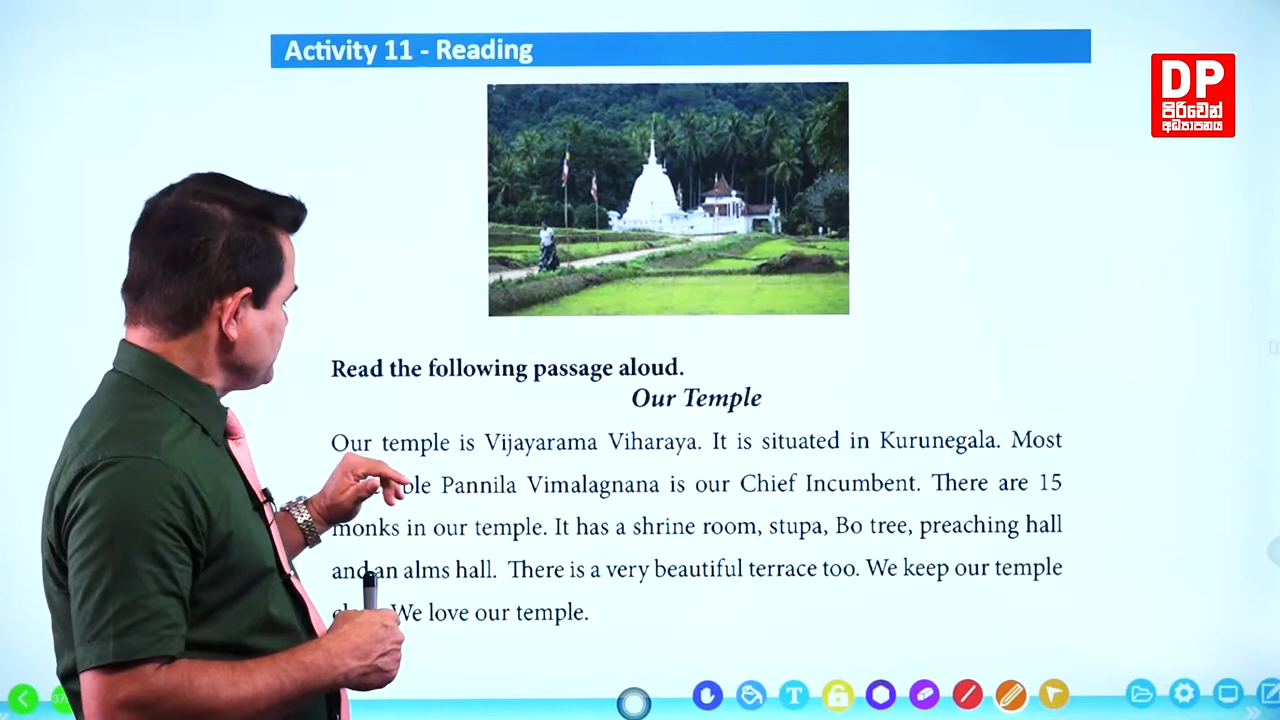 Activity 11 - Reading
DP
පිරිවෙන්
අධ්‍යාපනය
Read the following passage aloud.
Our Temple
Our temple is Vijayarama Viharaya. It is situated in Kurunegala. Most
Pannila Vimalagnana is our Chief Incumbent. There are 15
monks in our temple. It has a shrine room, stupa, Bo tree, preaching hall
and an alms hall. There is a very beautiful terrace too. We keep our temple
We love our temple.
37
T